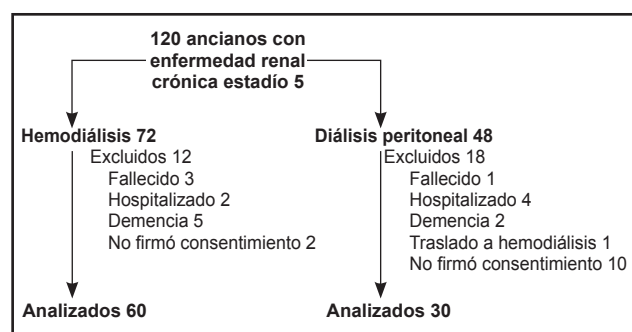 120 ancianos con
enfermedad renal
crónica estadío 5
Hemodiálisis 72
Excluidos 12
Fallecido 3
Hospitalizado 2
Demencia 5
No firmó consentimiento 2
Analizados 60
Diálisis peritoneal 48
Excluidos 18
Fallecido 1
Hospitalizado 4
Demencia 2
Traslado a hemodiálisis 1
No firmó consentimiento 10
Analizados 30